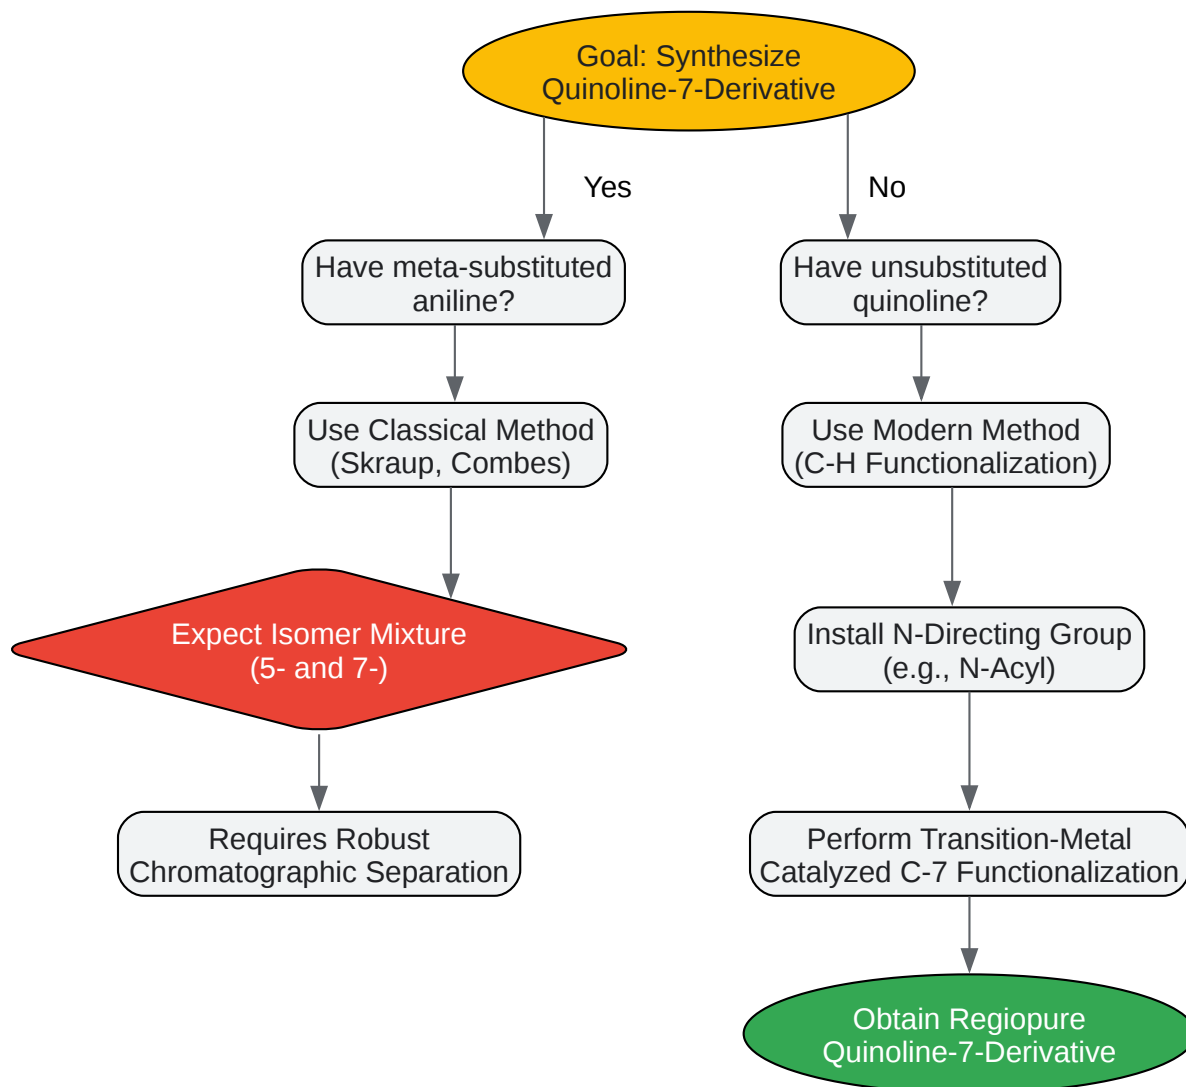 Goal: Synthesize
Quinoline-7-Derivative
Yes
No
Have meta-substituted
aniline?
Have unsubstituted
quinoline?
Use Classical Method
(Skraup, Combes)
Use Modern Method
(C-H Functionalization)
Expect Isomer Mixture
(5- and 7-)
Install N-Directing Group
(e.g., N-Acyl)
Requires Robust
Chromatographic Separation
Perform Transition-Metal
Catalyzed C-7 Functionalization
Obtain Regiopure
Quinoline-7-Derivative